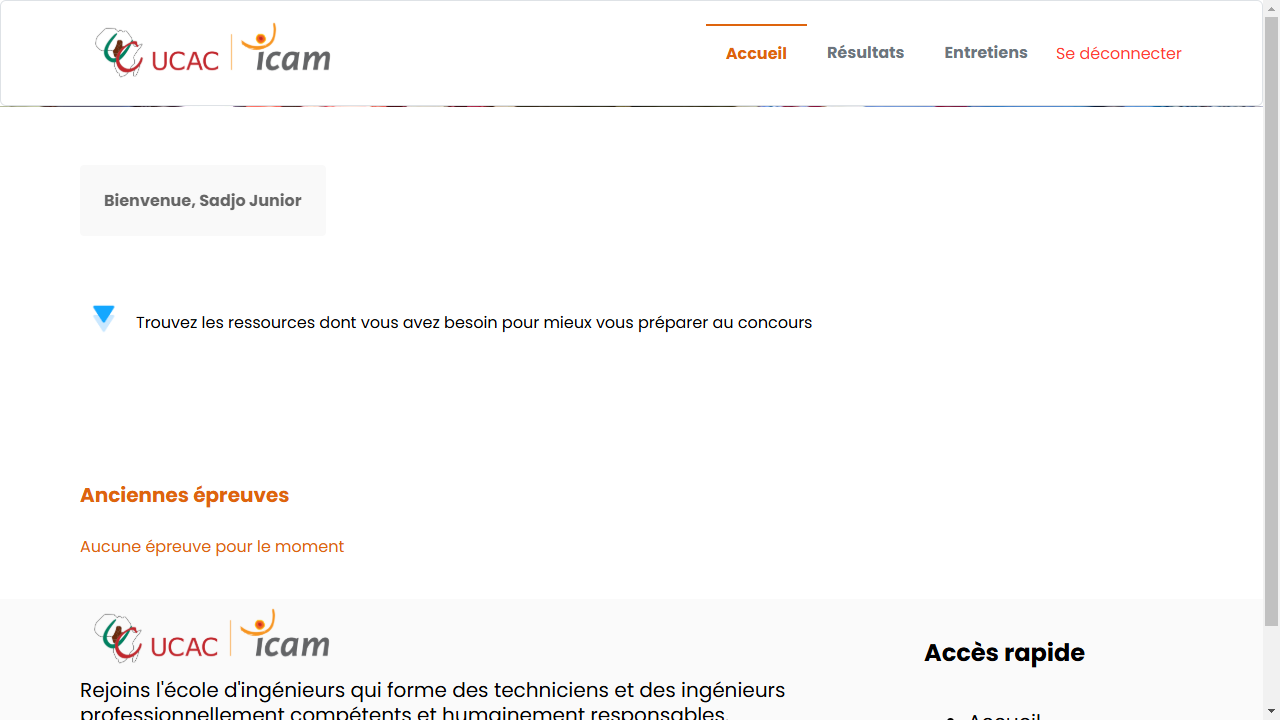 UCAC icam
Accueil Résultats Entretiens Se déconnecter
Bienvenue, Sadjo Junior
Trouvez les ressources dont vous avez besoin pour mieux vous préparer au concours
Anciennes épreuves
Aucune épreuve pour le moment
UCAC icam
Rejoins l'école d'ingénieurs qui forme des techniciens et des ingénieurs
professionnellement compétents et humainement responsables.
Accès rapide
Accueil